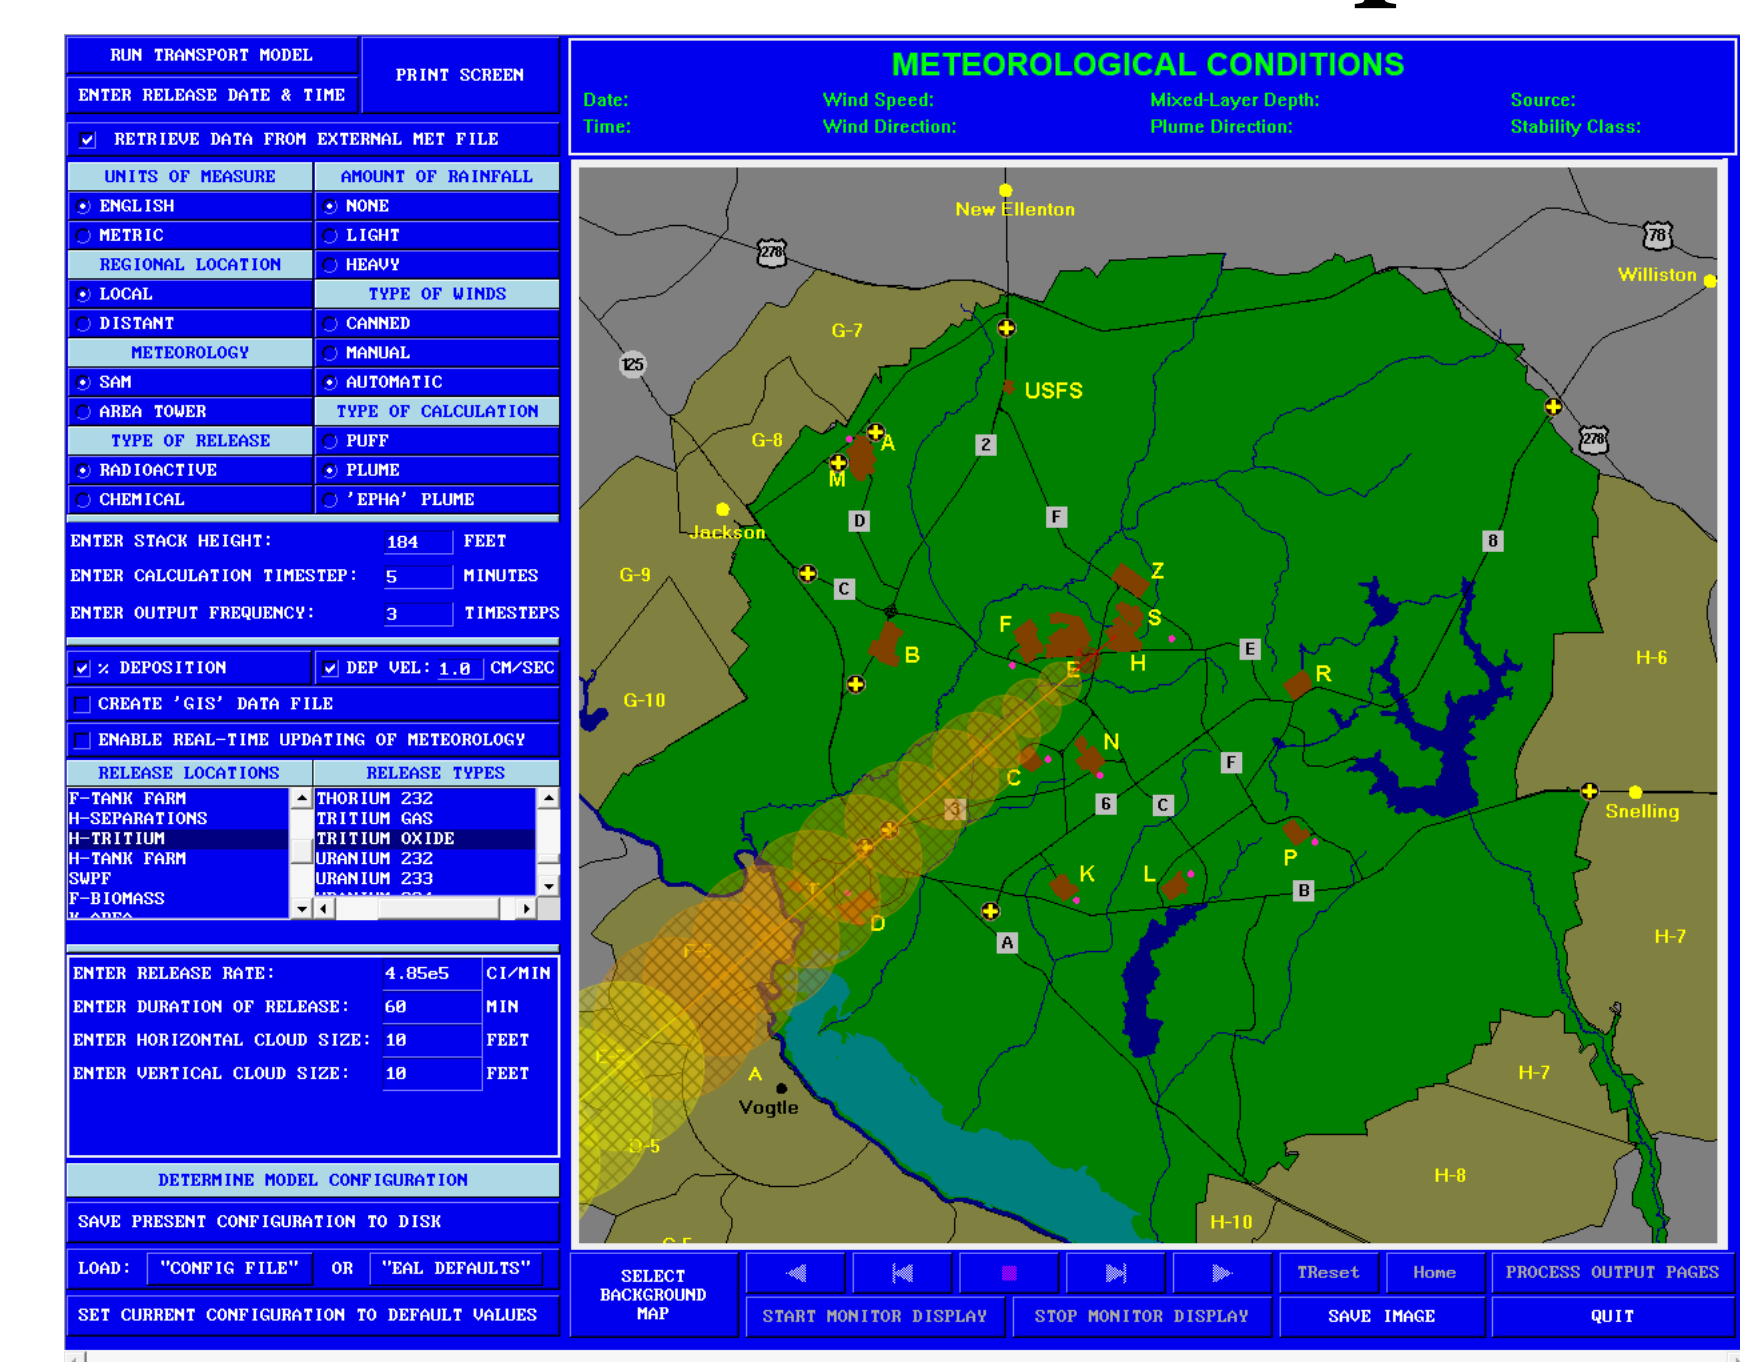 RUN TRANSPORT MODEL
PRINT SCREEN
ENTER RELEASE DATE & TIME
RETRIEVE DATA FROM EXTERNAL MET FILE
UNITS OF MEASURE
AMOUNT OF RAINFALL
ENGLISH
NONE
METRIC
LIGHT
REGIONAL LOCATION
HEAVY
LOCAL
TYPE OF WINDS
DISTANT
CANNED
METEOROLOGY
MANUAL
SAM
AUTOMATIC
AREA TOWER
TYPE OF CALCULATION
TYPE OF RELEASE
PUFF
RADIOACTIVE
PLUME
CHEMICAL
'EPHA' PLUME
ENTER STACK HEIGHT: 184 FEET
ENTER CALCULATION TIMESTEP: 5 MINUTES
ENTER OUTPUT FREQUENCY: 3 TIMESTEPS
% DEPOSITION
DEP VEL: 1.0 CM/SEC
CREATE 'GIS' DATA FILE
ENABLE REAL-TIME UPDATING OF METEOROLOGY
RELEASE LOCATIONS
RELEASE TYPES
F-TANK FARM
H-SEPARATIONS
H-TRITIUM
H-TANK FARM
SWPF
F-BIOMASS
K AREA
THORIUM 232
TRITIUM GAS
TRITIUM OXIDE
URANIUM 232
URANIUM 233
ENTER RELEASE RATE: 4.85e5 CI/MIN
ENTER DURATION OF RELEASE: 60 MIN
ENTER HORIZONTAL CLOUD SIZE: 10 FEET
ENTER VERTICAL CLOUD SIZE: 10 FEET
DETERMINE MODEL CONFIGURATION
SAVE PRESENT CONFIGURATION TO DISK
LOAD: "CONFIG FILE" OR "EAL DEFAULTS"
SET CURRENT CONFIGURATION TO DEFAULT VALUES
METEOROLOGICAL CONDITIONS
Date:
Wind Speed:
Mixed-Layer Depth:
Source:
Time:
Wind Direction:
Plume Direction:
Stability Class:
New Ellenton
278
78
Williston
G-7
125
USFS
G-8
A
2
278
M
Jackson
D
F
8
G-9
C
Z
F
S
B
E
H
E
R
H-6
G-10
N
C
F
3
6
C
Snelling
P
K
L
B
D
A
H-7
A
Vogtle
H-7
D-5
H-8
H-10
SELECT
BACKGROUND
MAP
TReset
Home
PROCESS OUTPUT PAGES
START MONITOR DISPLAY
STOP MONITOR DISPLAY
SAVE IMAGE
QUIT